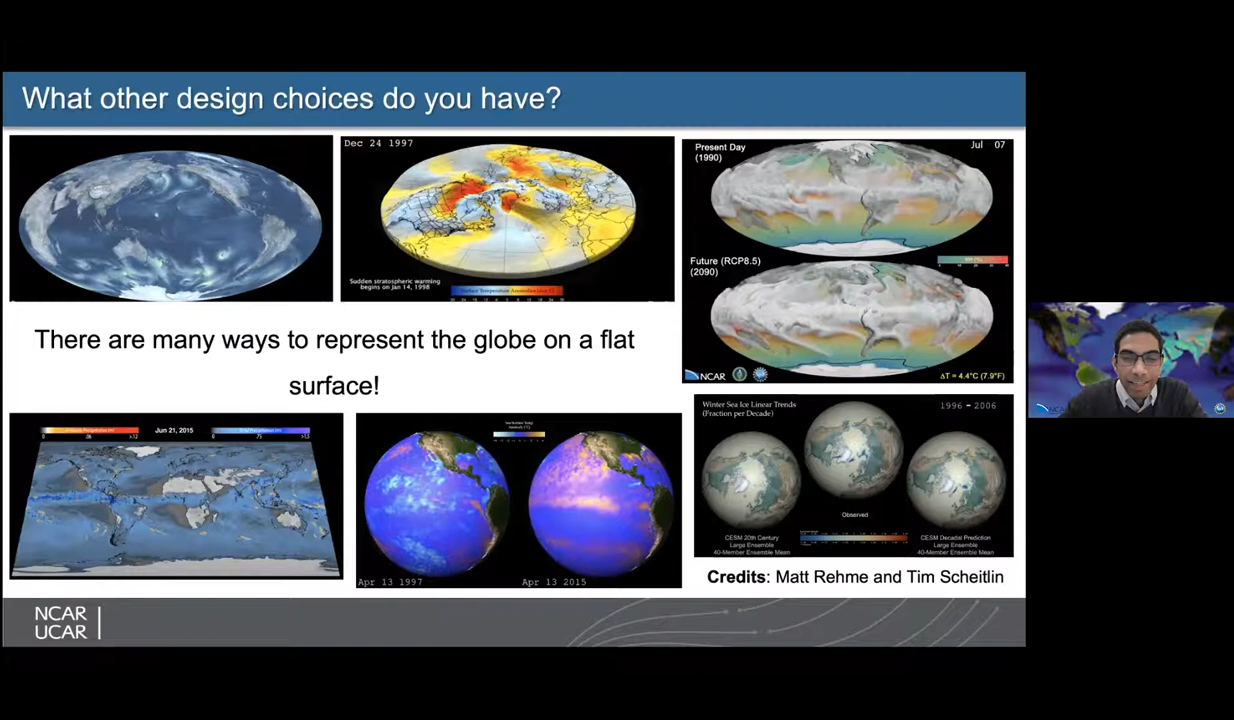 What other design choices do you have?
Dec 24 1997
Sudden stratospheric warming
begins on Jan 14, 1998
Surface Temperature Anomalies
Present Day
(1990)
Jul 07
Future (RCP8.5)
(2090)
NCAR
ΔT = 4.4°C (7.9°F)
There are many ways to represent the globe on a flat
surface!
Jun 21, 2015
Apr 13 1997
Apr 13 2015
Winter Sea Ice Linear Trends
(Fraction per Decade)
1996 - 2006
Observed
CESM 20th Century
Large Ensemble
40-Member Ensemble Mean
CESM Decadal Prediction
Large Ensemble
40-Member Ensemble Mean
Credits: Matt Rehme and Tim Scheitlin
NCAR
UCAR